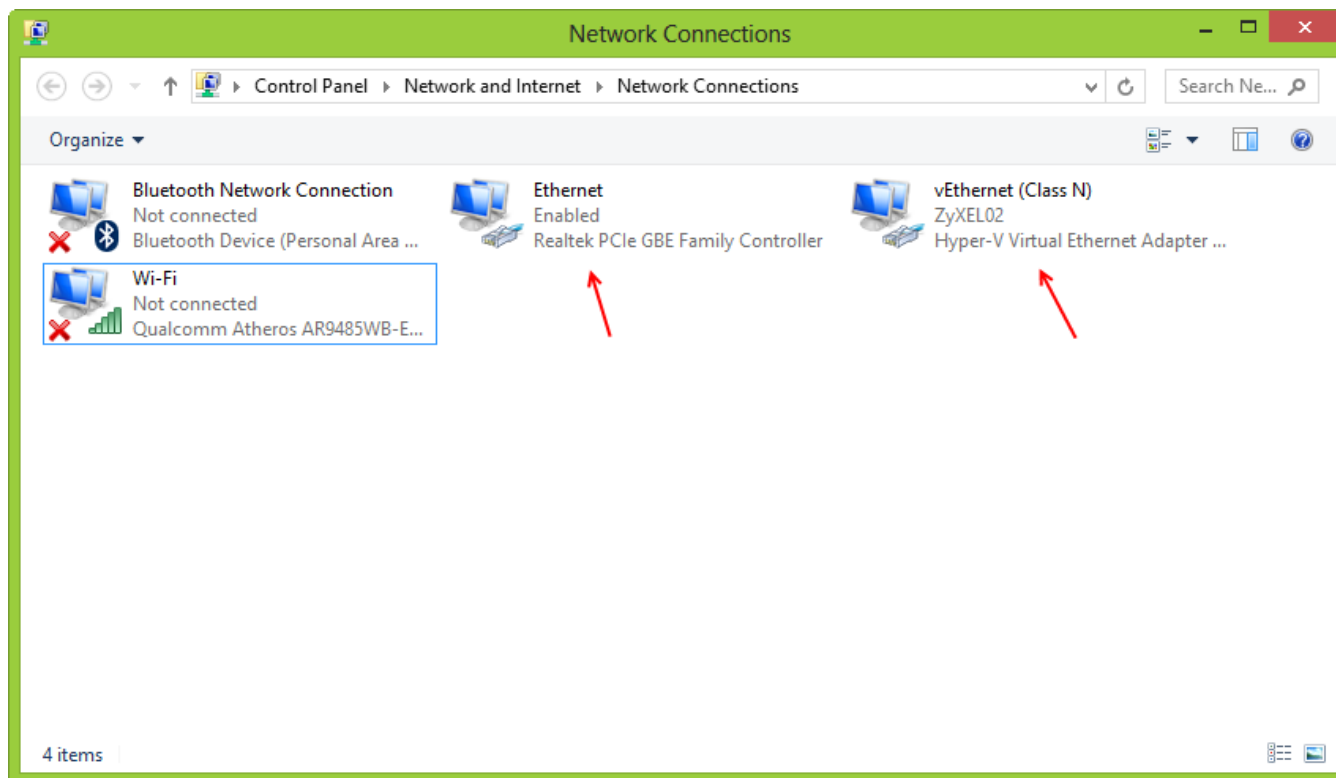 Network Connections
Control Panel Network and Internet Network Connections
Search Ne...
Organize
Bluetooth Network Connection
Not connected
Bluetooth Device (Personal Area ...
Ethernet
Enabled
Realtek PCIe GBE Family Controller
vEthernet (Class N)
ZyXEL02
Hyper-V Virtual Ethernet Adapter ...
Wi-Fi
Not connected
Qualcomm Atheros AR9485WB-E...
4 items